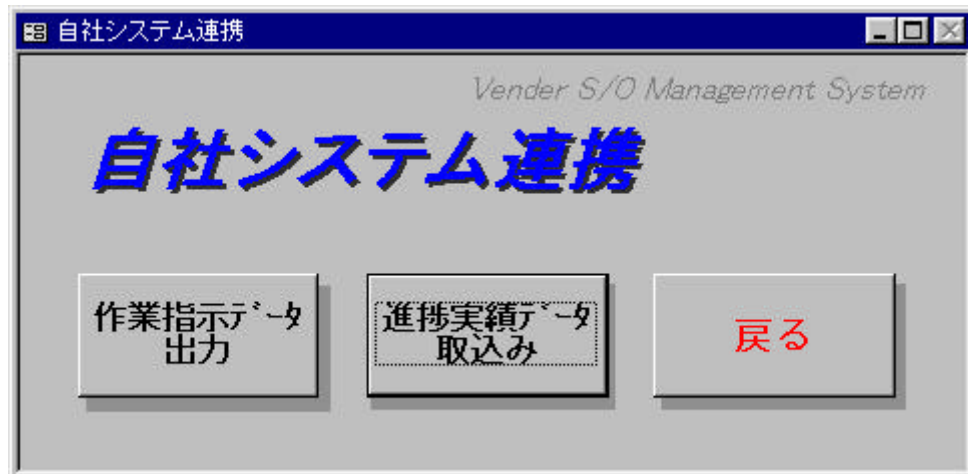 自社システム連携
Vender S/O Management System
自社システム連携
作業指示ﾃﾞｰﾀ
出力
進捗実績ﾃﾞｰﾀ
取込み
戻る